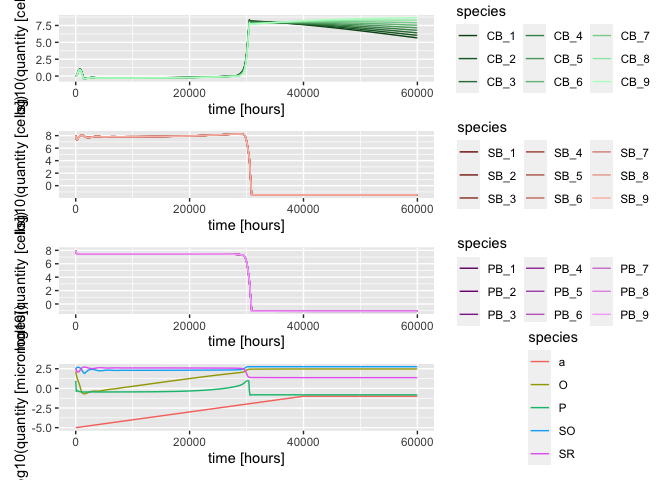 species
CB_1 CB_4 CB_7
CB_2 CB_5 CB_8
CB_3 CB_6 CB_9
7.5
5.0
2.5
0.0
0 20000 40000 60000
time [hours]
species
SB_1 SB_4 SB_7
SB_2 SB_5 SB_8
SB_3 SB_6 SB_9
8
6
4
2
0
0 20000 40000 60000
time [hours]
species
PB_1 PB_4 PB_7
PB_2 PB_5 PB_8
PB_3 PB_6 PB_9
8
6
4
2
0
0 20000 40000 60000
time [hours]
species
a
O
P
SO
SR
2.5
0.0
-2.5
-5.0
0 20000 40000 60000
time [hours]
(quantity [cells])
(quantity [cells])